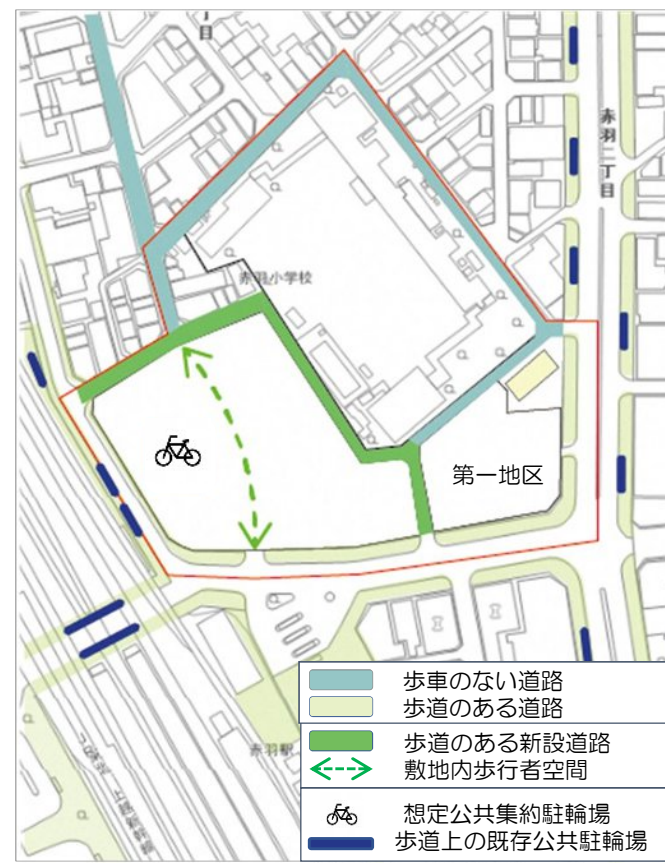 丁目
赤羽二丁目
赤羽小学校
第一地区
赤羽駅
歩車のない道路
歩道のある道路
歩道のある新設道路
敷地内歩行者空間
想定公共集約駐輪場
歩道上の既存公共駐輪場